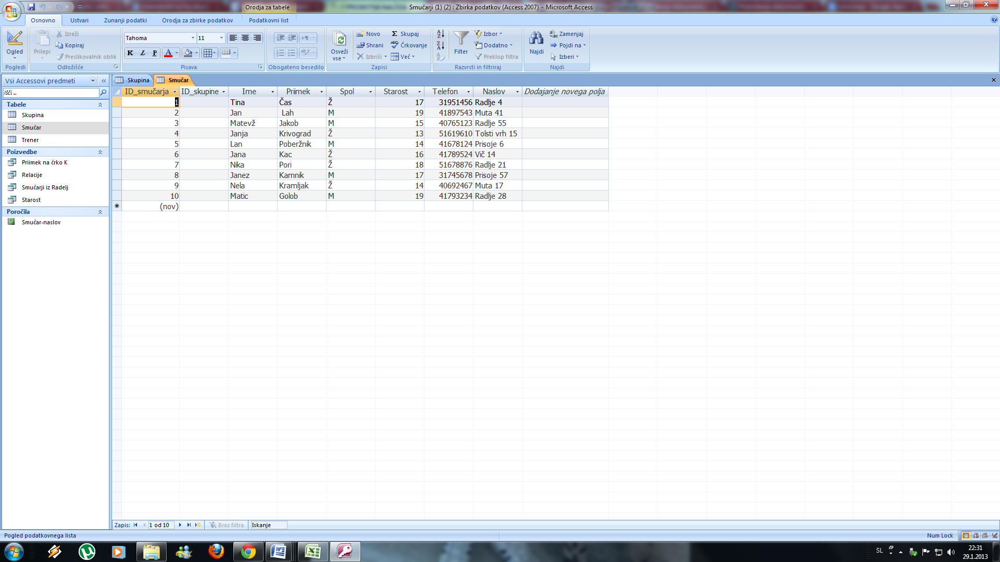 Orodja za tabele
Smučarji (1) (2) : Zbirka podatkov (Access 2007) - Microsoft Access
Osnovno Ustvari Zunanji podatki Orodja za zbirke podatkov Podatkovni list
Ogled
Pogledi
Prilepi
Izreži
Kopiraj
Preslikovalnik oblik
Odložišče
Tahoma 11
K L P A
Pisava
Obogateno besedilo
Osveži vse
Novo
Shrani
Izbriši
Skupaj
Črkovanje
Več
Zapisi
Filter
Izbor
Dodatno
Preklop filtra
Razvrsti in filtriraj
Najdi
Zamenjaj
Pojdi na
Izberi
Najdi
Vsi Accessovi predmeti
Išči ...
Tabele
Skupina
Smučar
Trener
Poizvedbe
Priimek na črko K
Relacije
Smučarji iz Radelj
Starost
Poročila
Smučar-naslov
Skupina Smučar
ID_smučarja ID_skupine Ime Priimek Spol Starost Telefon Naslov Dodajanje novega polja
1 Tina Čas Ž 17 31951456 Radlje 4
2 Jan Lah M 19 41897543 Muta 41
3 Matevž Jakob M 15 40765123 Radlje 55
4 Janja Krivograd Ž 13 51619610 Tolsti vrh 15
5 Lan Poberžnik M 14 41678124 Prisoje 6
6 Jana Kac Ž 16 41789524 Vič 14
7 Nika Pori Ž 18 51678876 Radlje 21
8 Janez Kamnik M 17 31745678 Prisoje 57
9 Nela Kramljak Ž 14 40692467 Muta 17
10 Matic Golob M 19 41793234 Radlje 28
(nov)
Zapis: 1 od 10 Brez filtra Iskanje
Pogled podatkovnega lista Num Lock
SL 22:31
29.1.2013